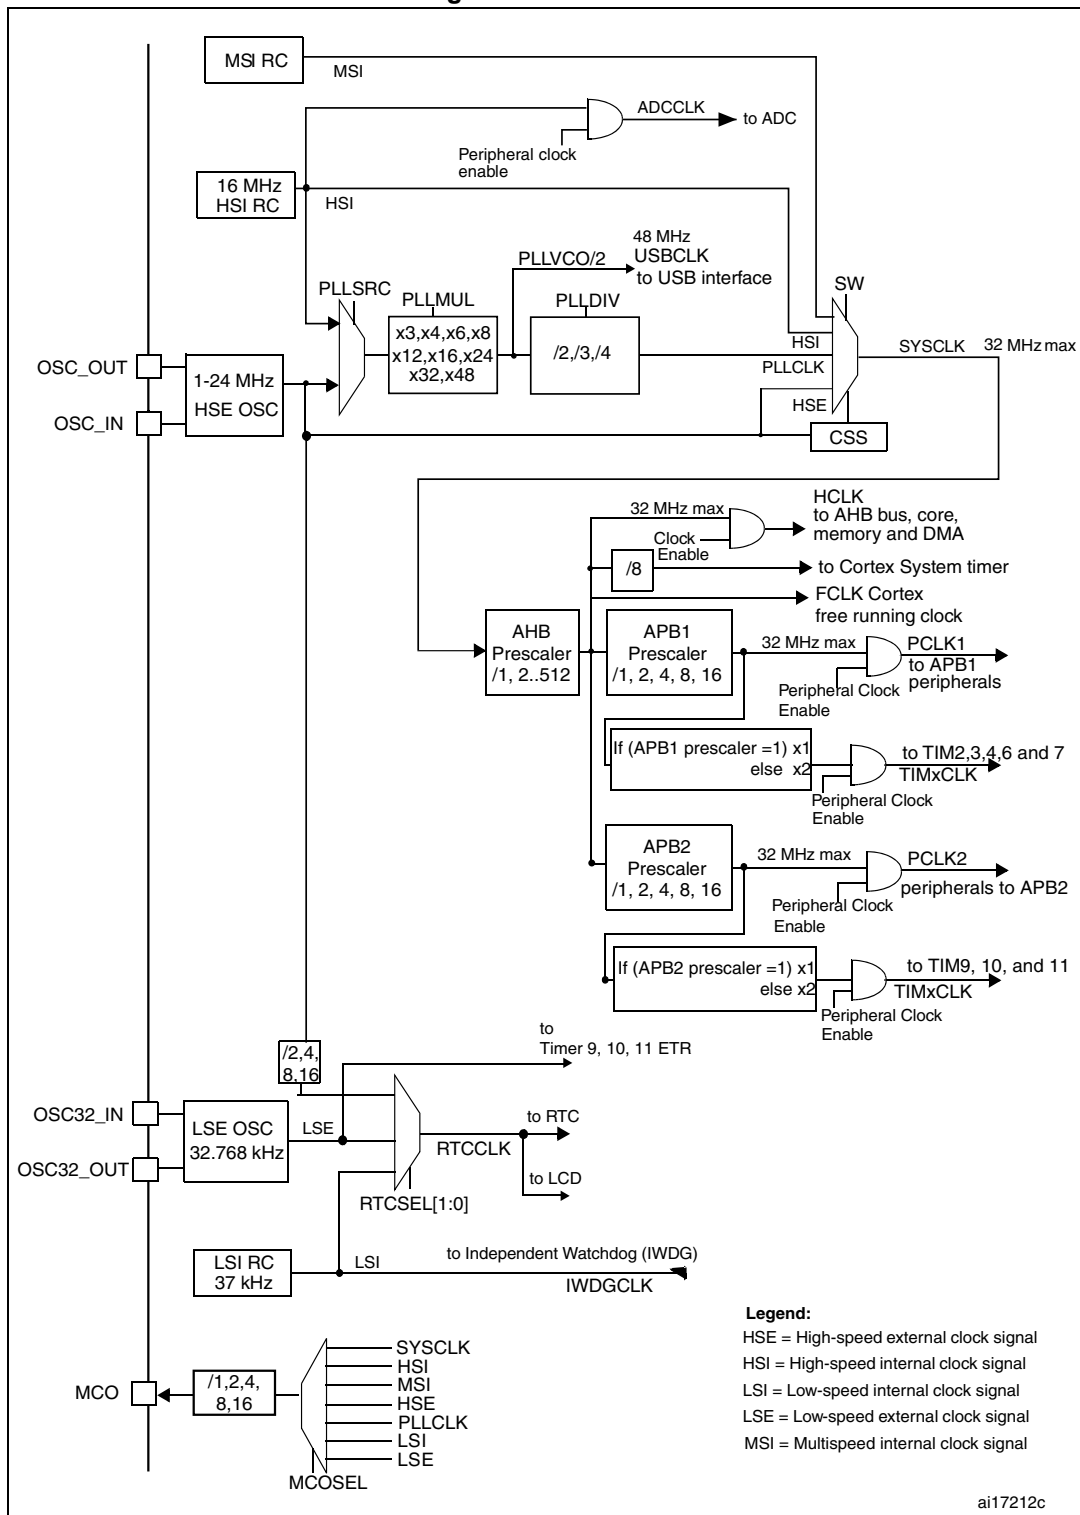 MSI RC
MSI
ADCCLK
to ADC
Peripheral clock
enable
16 MHz
HSI RC
HSI
48 MHz
USBCLK
to USB interface
PLLVCO/2
PLLSRC
PLLMUL
PLLDIV
SW
x3,x4,x6,x8
x12,x16,x24
x32,x48
/2,/3,/4
HSI
PLLCLK
HSE
SYSCLK
32 MHz max
OSC_OUT
OSC_IN
1-24 MHz
HSE OSC
CSS
32 MHz max
Clock
Enable
HCLK
to AHB bus, core,
memory and DMA
/8
to Cortex System timer
FCLK Cortex
free running clock
AHB
Prescaler
/1, 2..512
APB1
Prescaler
/1, 2, 4, 8, 16
32 MHz max
PCLK1
to APB1
peripherals
Peripheral Clock
Enable
If (APB1 prescaler =1) x1
else x2
to TIM2,3,4,6 and 7
TIMxCLK
Peripheral Clock
Enable
APB2
Prescaler
/1, 2, 4, 8, 16
32 MHz max
PCLK2
peripherals to APB2
Peripheral Clock
Enable
If (APB2 prescaler =1) x1
else x2
to TIM9, 10, and 11
TIMxCLK
Peripheral Clock
Enable
to
Timer 9, 10, 11 ETR
/2,4,
8,16
OSC32_IN
OSC32_OUT
LSE OSC
32.768 kHz
LSE
to RTC
RTCCLK
to LCD
RTCSEL[1:0]
LSI RC
37 kHz
LSI
to Independent Watchdog (IWDG)
IWDGCLK
MCO
/1,2,4,
8,16
SYSCLK
HSI
MSI
HSE
PLLCLK
LSI
LSE
MCOSEL
Legend:
HSE = High-speed external clock signal
HSI = High-speed internal clock signal
LSI = Low-speed internal clock signal
LSE = Low-speed external clock signal
MSI = Multispeed internal clock signal
ai17212c